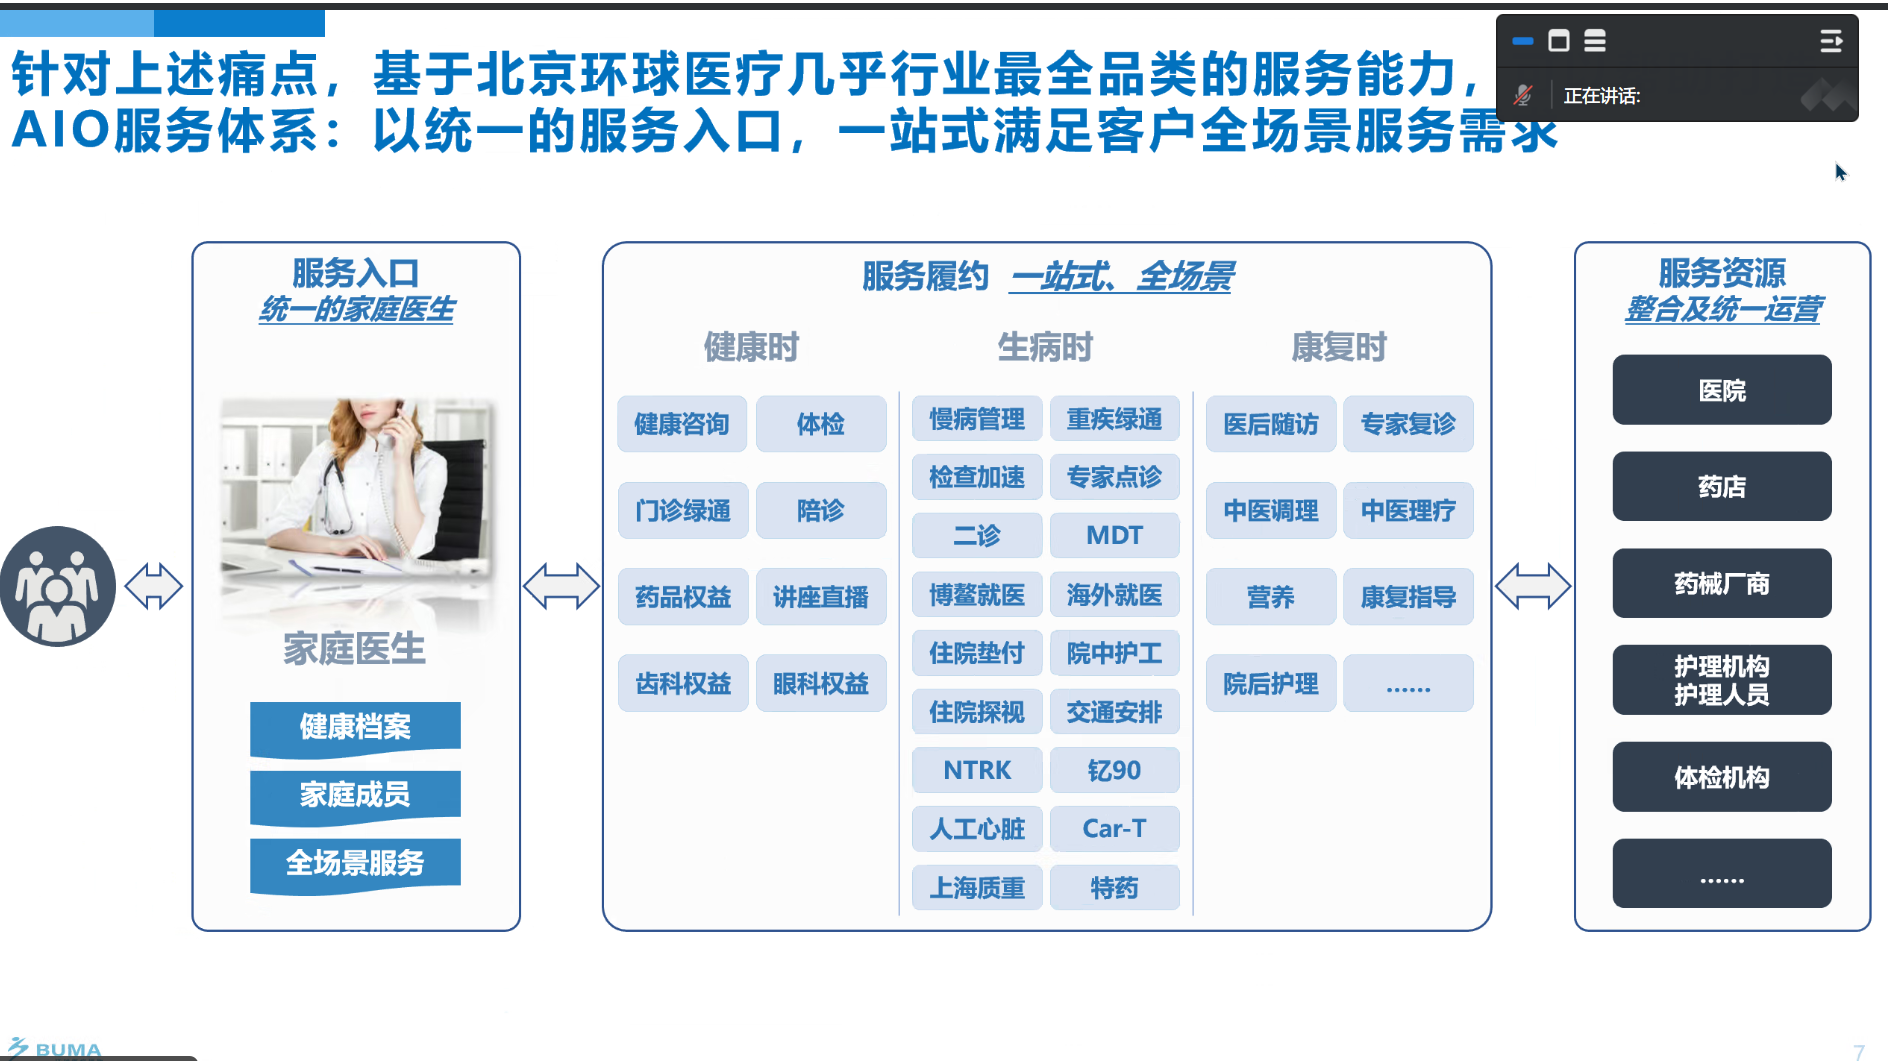 针对上述痛点，基于北京环球医疗几乎行业最全品类的服务能力，
AIO服务体系：以统一的服务入口，一站式满足客户全场景服务需求
正在讲话:
服务入口
统一的家庭医生
家庭医生
健康档案
家庭成员
全场景服务
服务履约 一站式、全场景
健康时
健康咨询 体检
门诊绿通 陪诊
药品权益 讲座直播
齿科权益 眼科权益
生病时
慢病管理 重疾绿通
检查加速 专家点诊
二诊 MDT
博鳌就医 海外就医
住院垫付 院中护工
住院探视 交通安排
NTRK 钇90
人工心脏 Car-T
上海质重 特药
康复时
医后随访 专家复诊
中医调理 中医理疗
营养 康复指导
院后护理 ......
服务资源
整合及统一运营
医院
药店
药械厂商
护理机构
护理人员
体检机构
......
BUMA
7